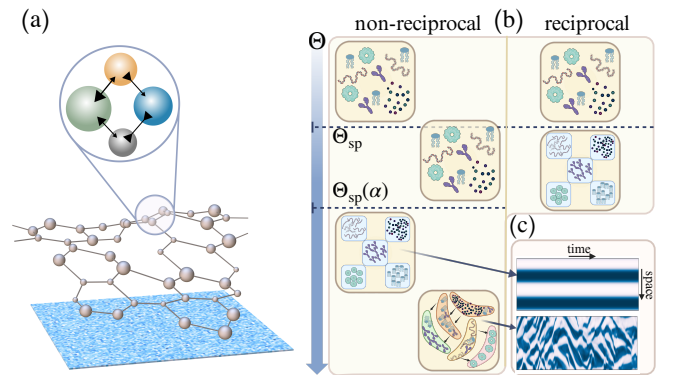 (a)
non-reciprocal
(b)
reciprocal
Θ
Θsp
Θsp(α)
(c)
time
space